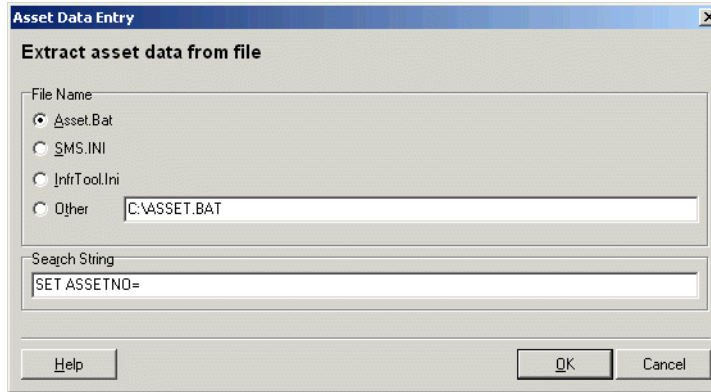 Asset Data Entry
Extract asset data from file
File Name
Asset.Bat
SMS.INI
InfrTool.Ini
Other C:\ASSET.BAT
Search String
SET ASSETNO=
Help OK Cancel